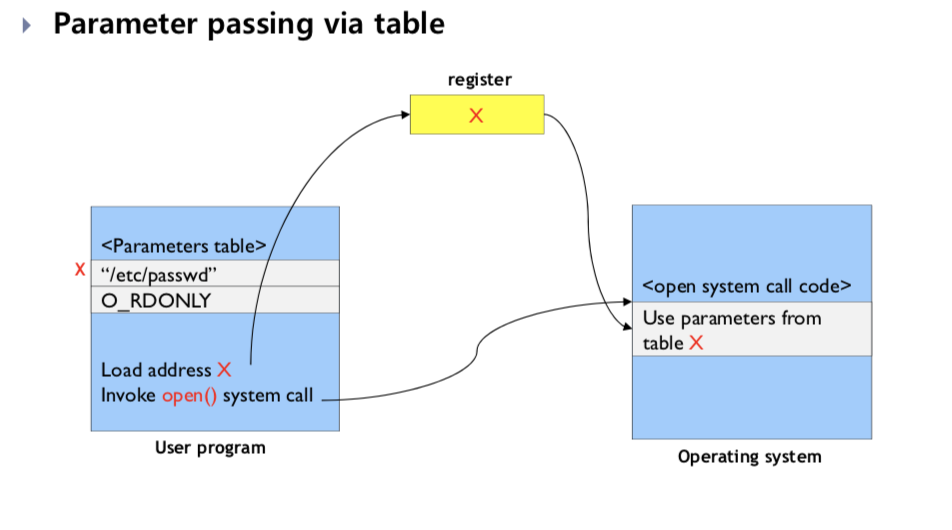 Parameter passing via table
register
X
<Parameters table>
X
“/etc/passwd”
O_RDONLY
Load address X
Invoke open() system call
User program
<open system call code>
Use parameters from
table X
Operating system